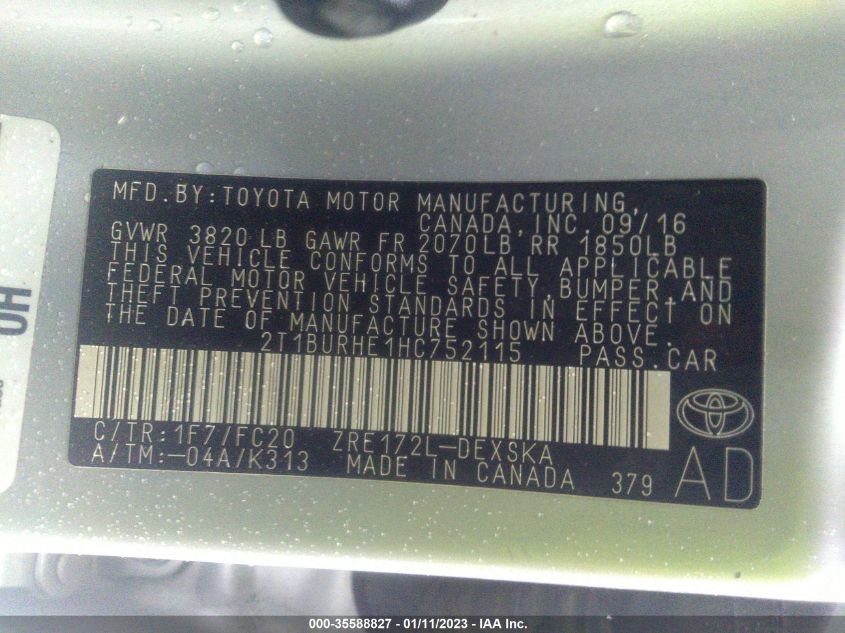 MFD. BY: TOYOTA MOTOR MANUFACTURING,
CANADA, INC. 09/16
GVWR 3820 LB GAWR FR 2070LB RR 1850LB
THIS VEHICLE CONFORMS TO ALL APPLICABLE
FEDERAL MOTOR VEHICLE SAFETY, BUMPER, AND
THEFT PREVENTION STANDARDS IN EFFECT ON
THE DATE OF MANUFACTURE SHOWN ABOVE.
2T1BURHE1HC752115 PASS. CAR
C/TR: 1F7/FC20 ZRE172L-DEXSKA
A/TM: -04A/K313 MADE IN CANADA 379 AD
OH
000-35588827 - 01/11/2023 - IAA Inc.